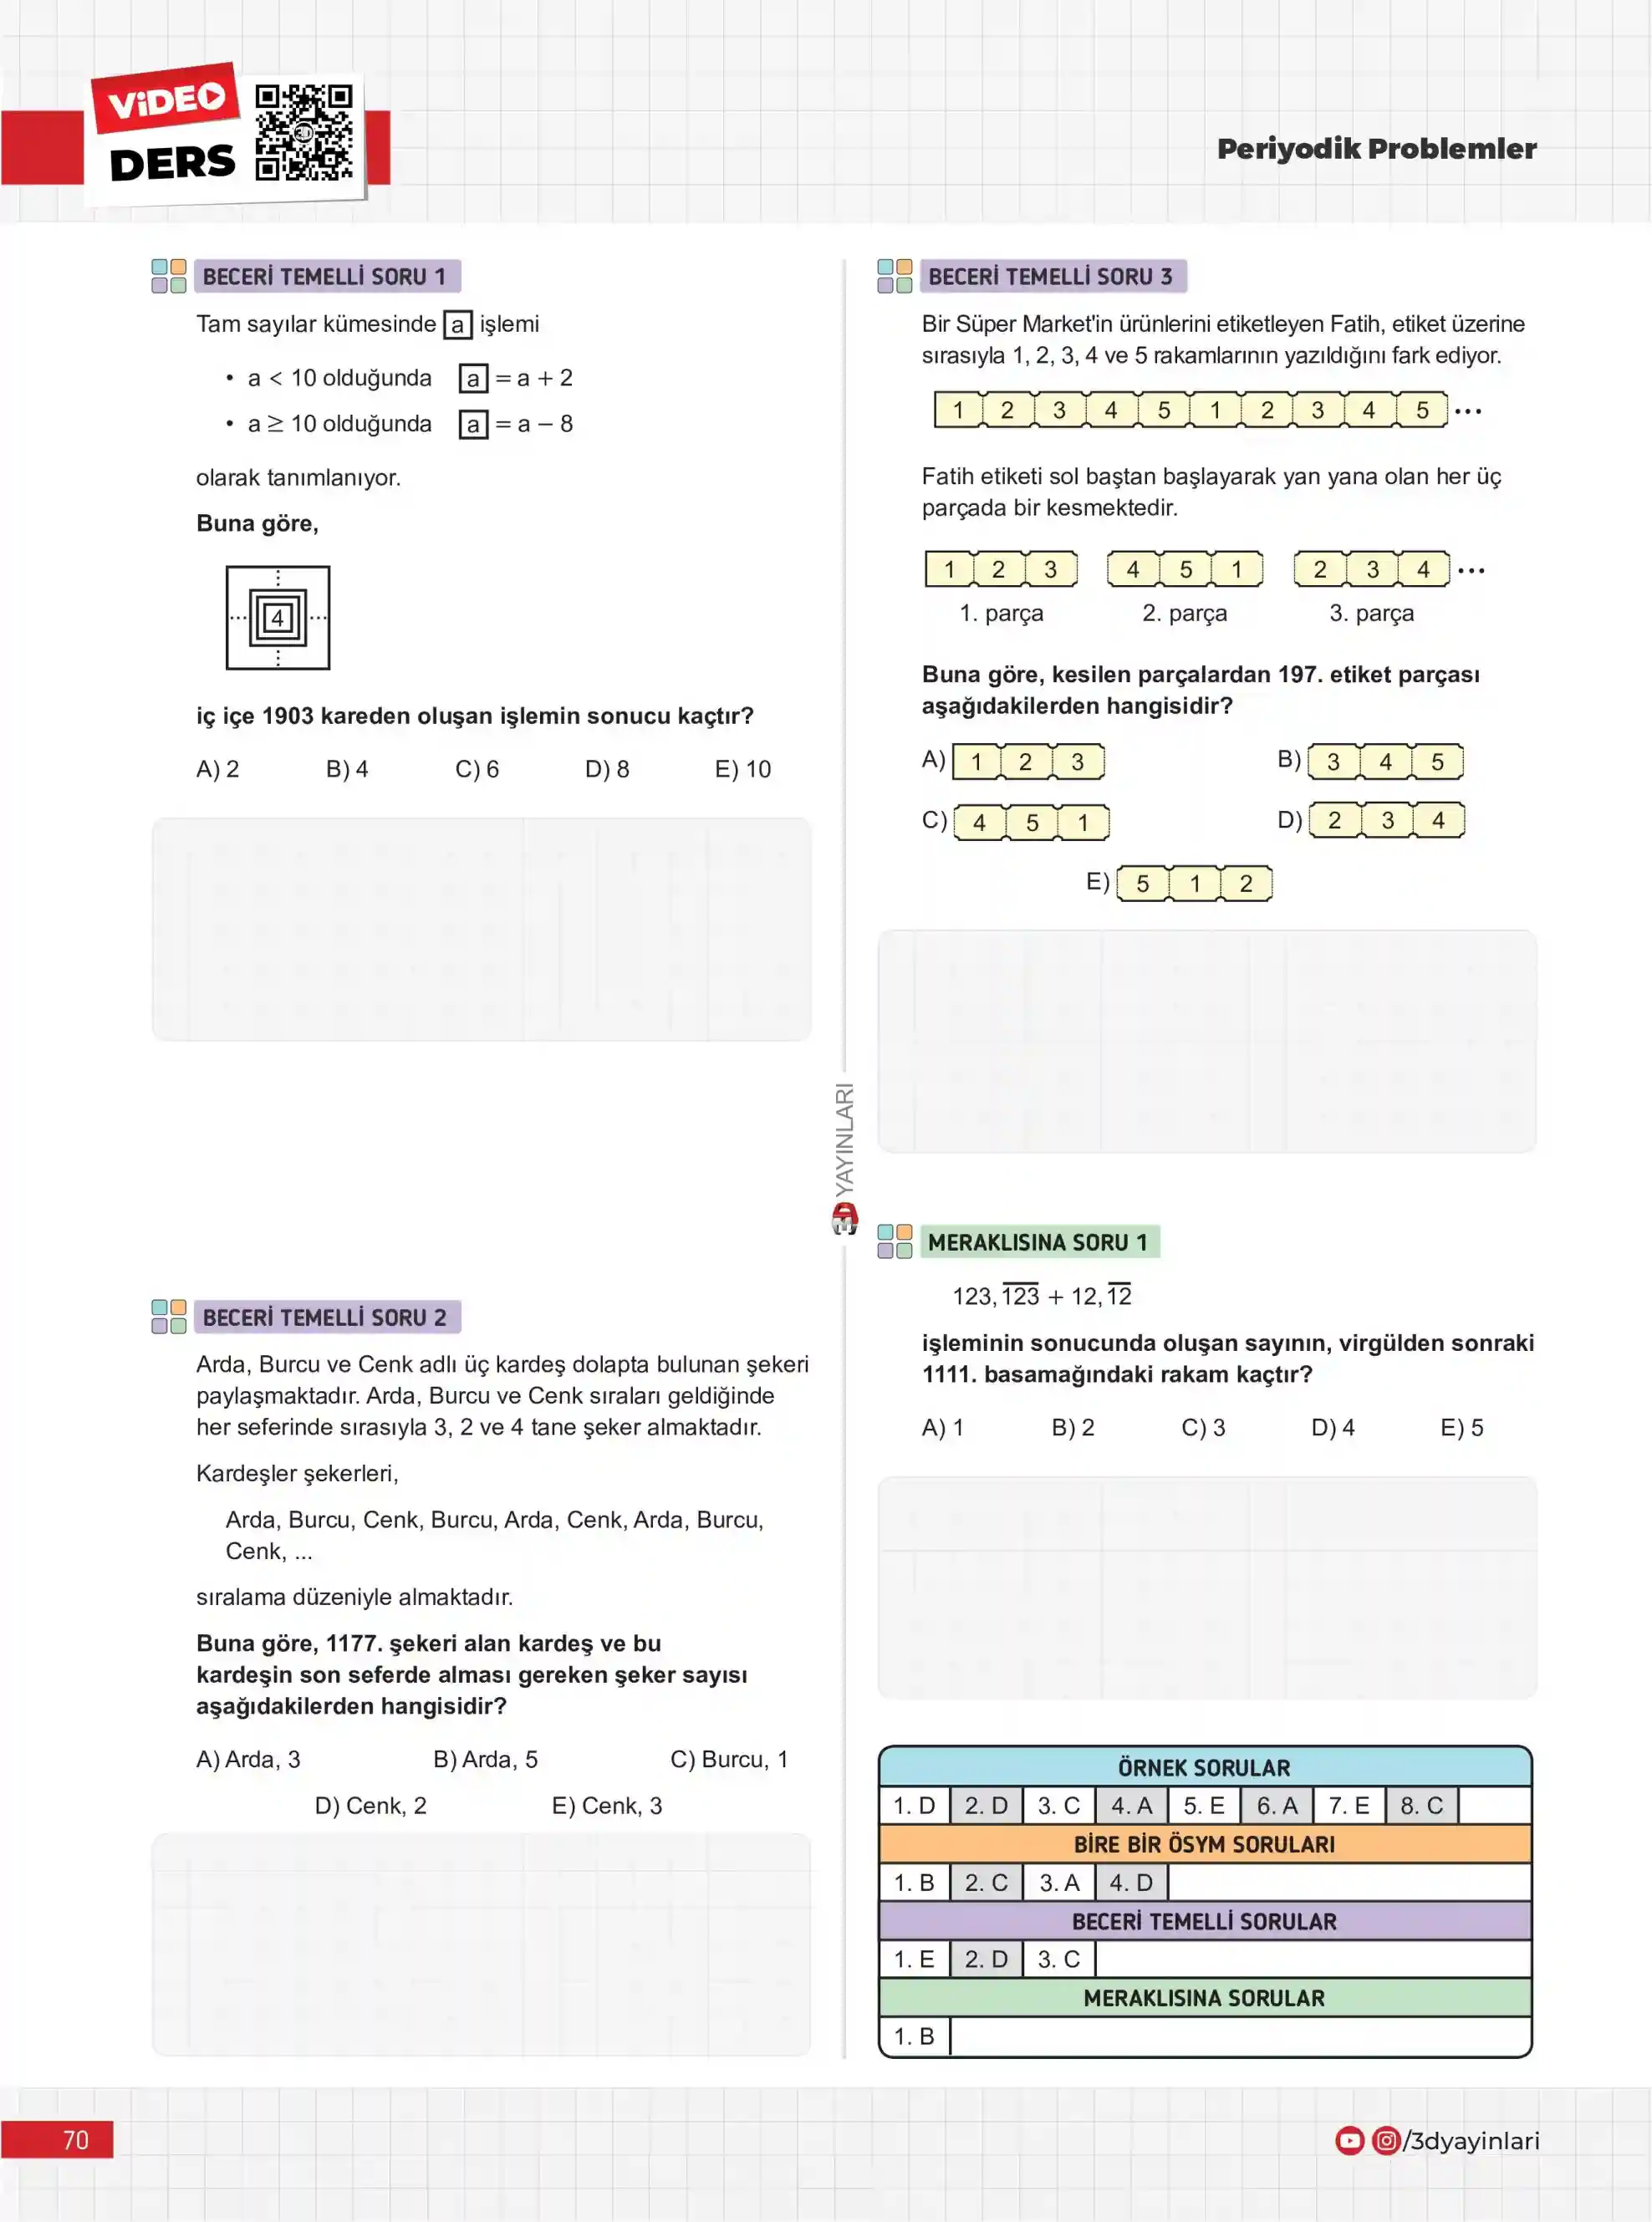 VİDEO
DERS
Periyodik Problemler
BECERİ TEMELLİ SORU 1
Tam sayılar kümesinde a işlemi
• a < 10 olduğunda a = a + 2
• a ≥ 10 olduğunda a = a – 8
olarak tanımlanıyor.
Buna göre,
4
iç içe 1903 kareden oluşan işlemin sonucu kaçtır?
A) 2 B) 4 C) 6 D) 8 E) 10
BECERİ TEMELLİ SORU 2
Arda, Burcu ve Cenk adlı üç kardeş dolapta bulunan şekeri
paylaşmaktadır. Arda, Burcu ve Cenk sıraları geldiğinde
her seferinde sırasıyla 3, 2 ve 4 tane şeker almaktadır.
Kardeşler şekerleri,
Arda, Burcu, Cenk, Burcu, Arda, Cenk, Arda, Burcu,
Cenk, ...
sıralama düzeniyle almaktadır.
Buna göre, 1177. şekeri alan kardeş ve bu
kardeşin son seferde alması gereken şeker sayısı
aşağıdakilerden hangisidir?
A) Arda, 3 B) Arda, 5 C) Burcu, 1
D) Cenk, 2 E) Cenk, 3
YAYINLARI
BECERİ TEMELLİ SORU 3
Bir Süper Market'in ürünlerini etiketleyen Fatih, etiket üzerine
sırasıyla 1, 2, 3, 4 ve 5 rakamlarının yazıldığını fark ediyor.
1 2 3 4 5 1 2 3 4 5 ...
Fatih etiketi sol baştan başlayarak yan yana olan her üç
parçada bir kesmektedir.
1 2 3 4 5 1 2 3 4 ...
1. parça 2. parça 3. parça
Buna göre, kesilen parçalardan 197. etiket parçası
aşağıdakilerden hangisidir?
A) 1 2 3 B) 3 4 5
C) 4 5 1 D) 2 3 4
E) 5 1 2
MERAKLISINA SORU 1
123,1̅2̅3̅ + 12,1̅2̅
işleminin sonucunda oluşan sayının, virgülden sonraki
1111. basamağındaki rakam kaçtır?
A) 1 B) 2 C) 3 D) 4 E) 5
ÖRNEK SORULAR
1. D 2. D 3. C 4. A 5. E 6. A 7. E 8. C
BİRE BİR ÖSYM SORULARI
1. B 2. C 3. A 4. D
BECERİ TEMELLİ SORULAR
1. E 2. D 3. C
MERAKLISINA SORULAR
1. B
70
/3dyayinlari